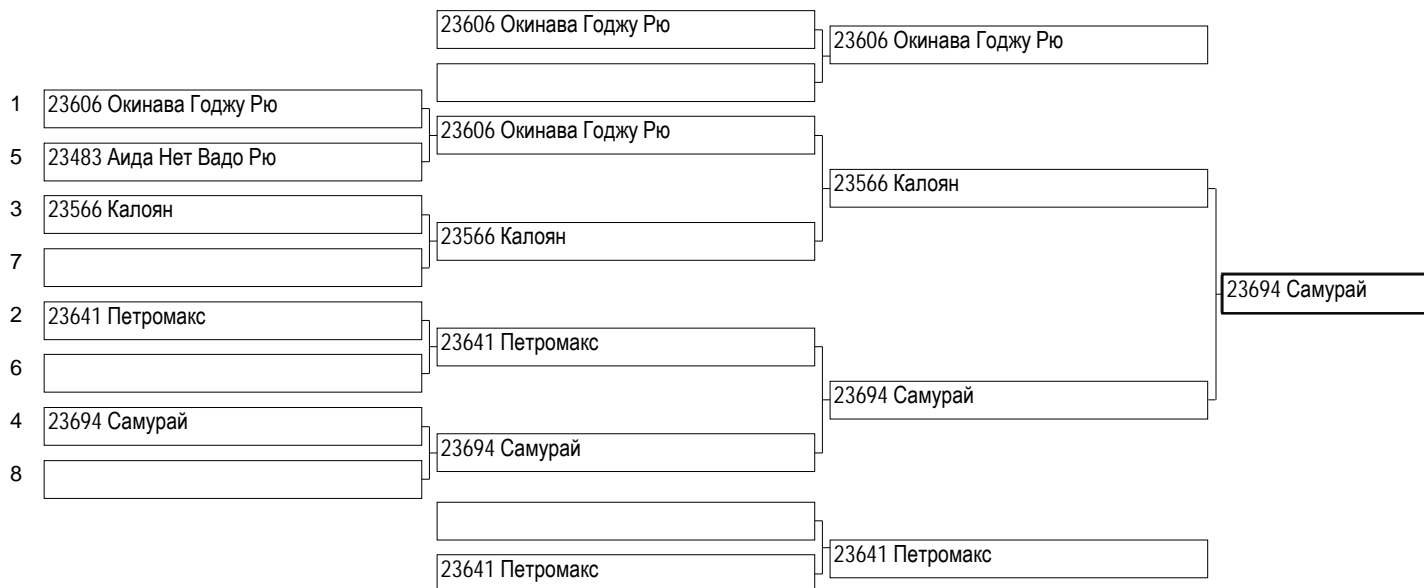 23606 Окинава Годжу Рю
23606 Окинава Годжу Рю
1 23606 Окинава Годжу Рю
23606 Окинава Годжу Рю
5 23483 Аида Нет Вадо Рю
23566 Калоян
3 23566 Калоян
23566 Калоян
7
23694 Самурай
2 23641 Петромакс
23641 Петромакс
6
23694 Самурай
4 23694 Самурай
23694 Самурай
8
23641 Петромакс
23641 Петромакс